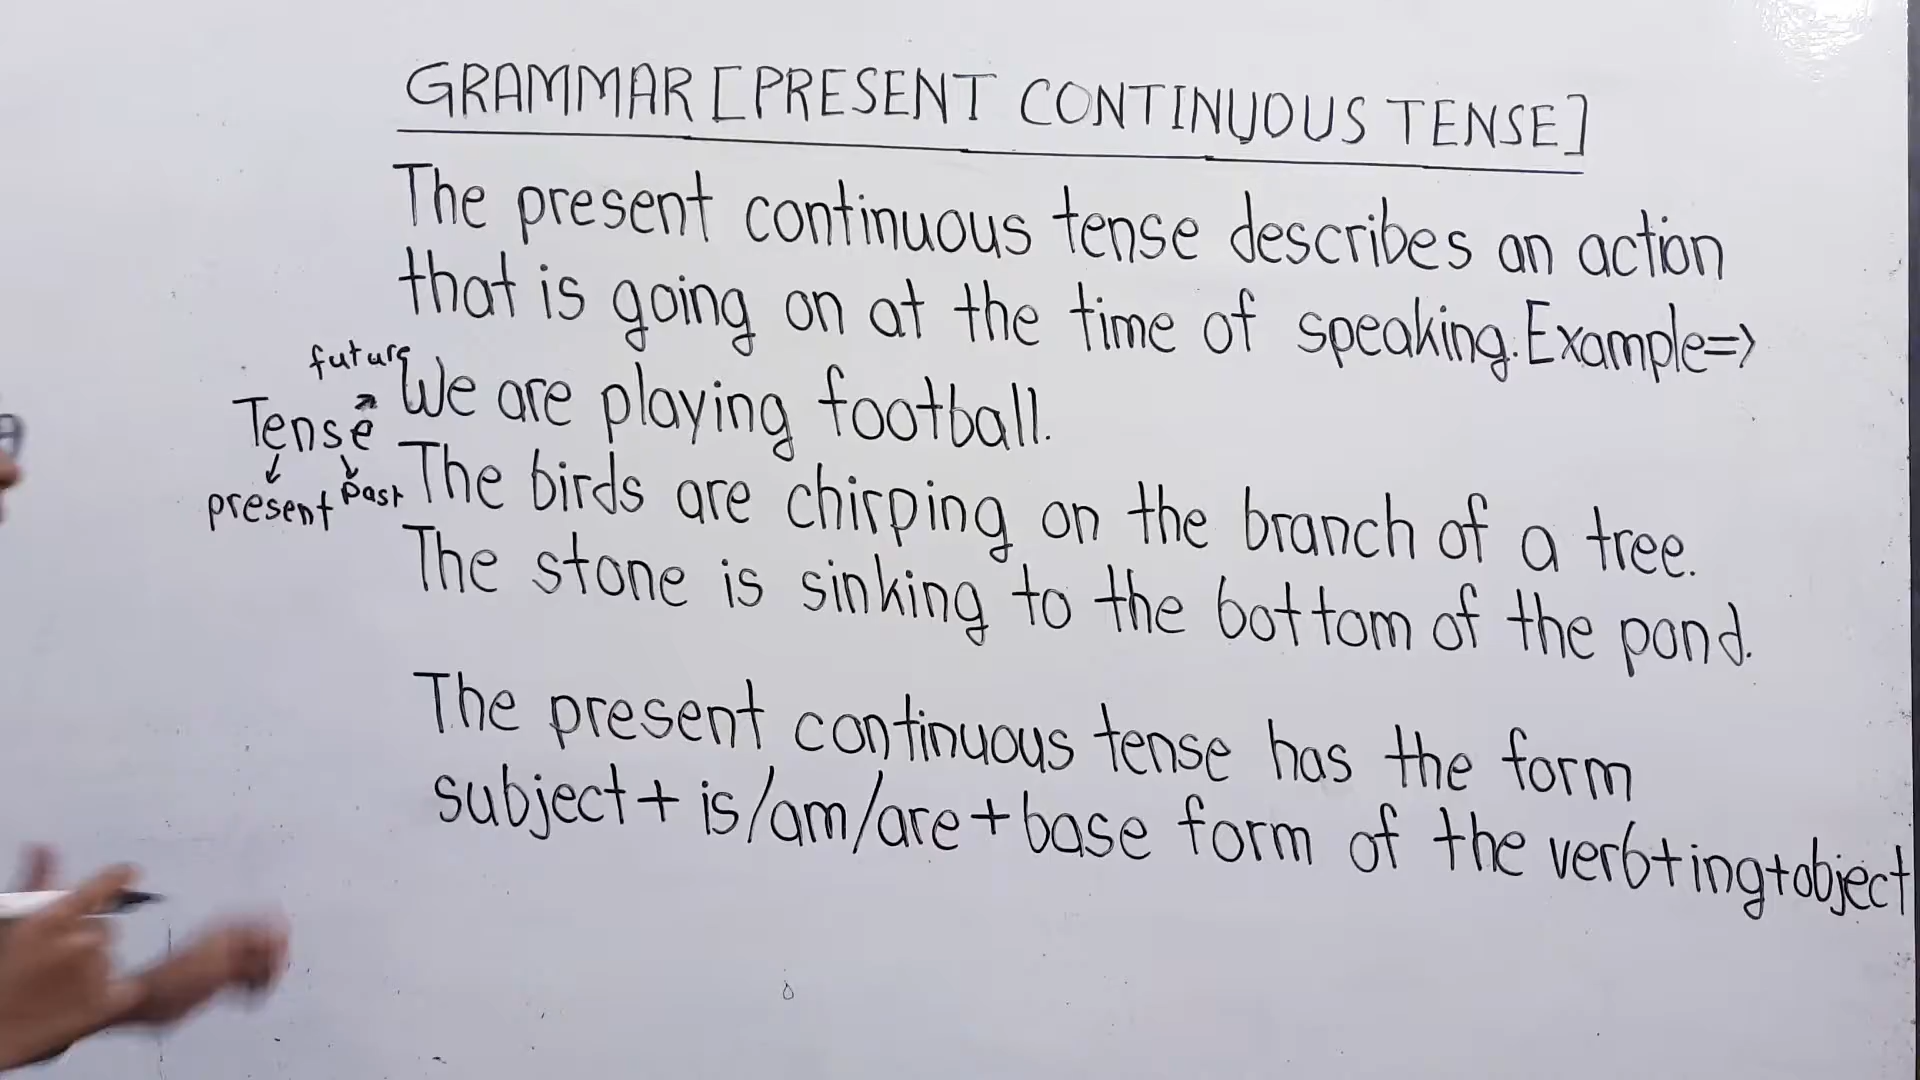 GRAMMAR [PRESENT CONTINUOUS TENSE]
The present continuous tense describes an action
that is going on at the time of speaking. Example=>
We are playing football.
The birds are chirping on the branch of a tree.
The stone is sinking to the bottom of the pond.
future
Tense
present past
The present continuous tense has the form
subject + is/am/are + base form of the verb+ing+object